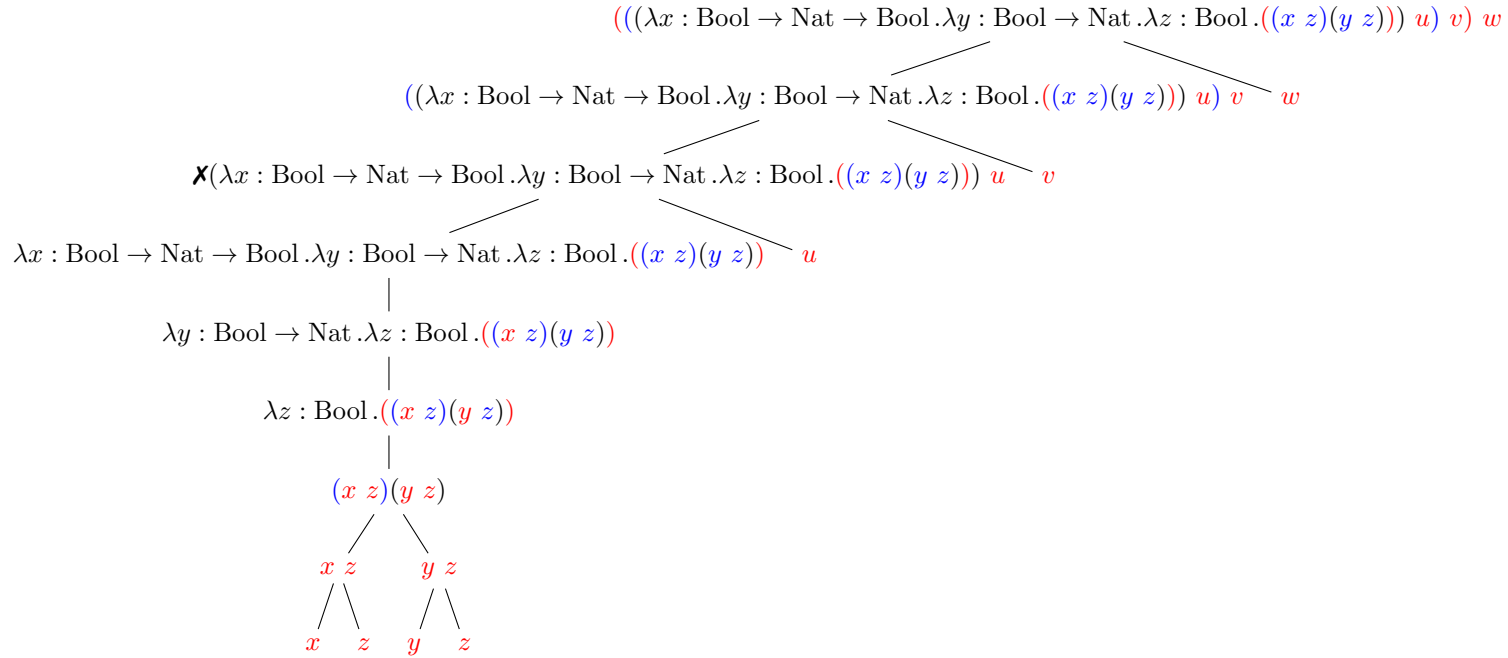 (((λx : Bool → Nat → Bool .λy : Bool → Nat .λz : Bool .((x z)(y z))) u) v) w
((λx : Bool → Nat → Bool .λy : Bool → Nat .λz : Bool .((x z)(y z))) u) v w
✗(λx : Bool → Nat → Bool .λy : Bool → Nat .λz : Bool .((x z)(y z))) u v
λx : Bool → Nat → Bool .λy : Bool → Nat .λz : Bool .((x z)(y z)) u
λy : Bool → Nat .λz : Bool .((x z)(y z))
λz : Bool .((x z)(y z))
(x z)(y z)
x z y z
x z y z